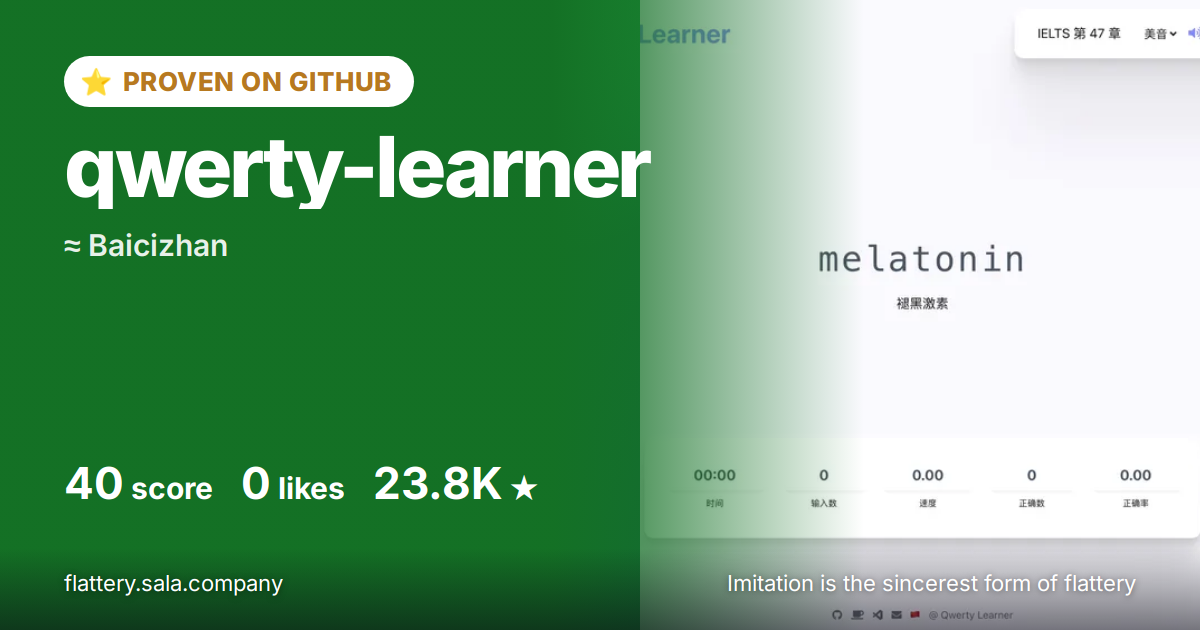 ⭐ PROVEN ON GITHUB
qwerty-learner
≈ Baicizhan
40 score 0 likes 23.8K ★
flattery.sala.company
Learner
IELTS 第 47 章 美音
melatonin
褪黑激素
00:00 0 0.00 0 0.00
时间 输入数 速度 正确数 正确率
Imitation is the sincerest form of flattery
@ Qwerty Learner